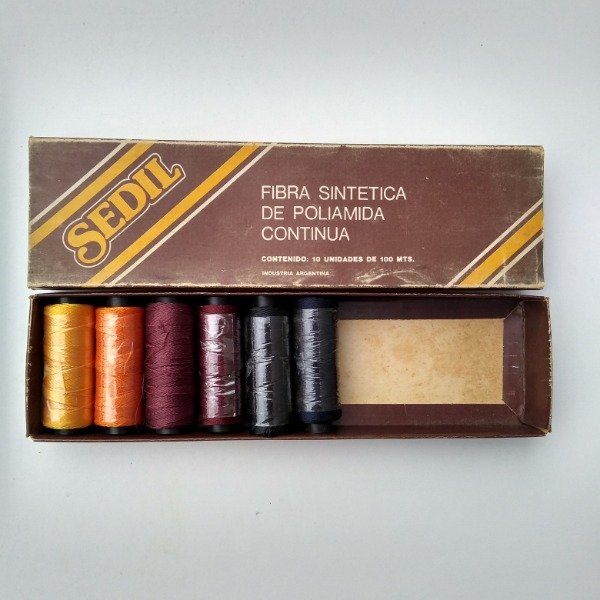 SEDIL
FIBRA SINTETICA
DE POLIAMIDA
CONTINUA
CONTENIDO: 10 UNIDADES DE 100 MTS.
INDUSTRIA ARGENTINA